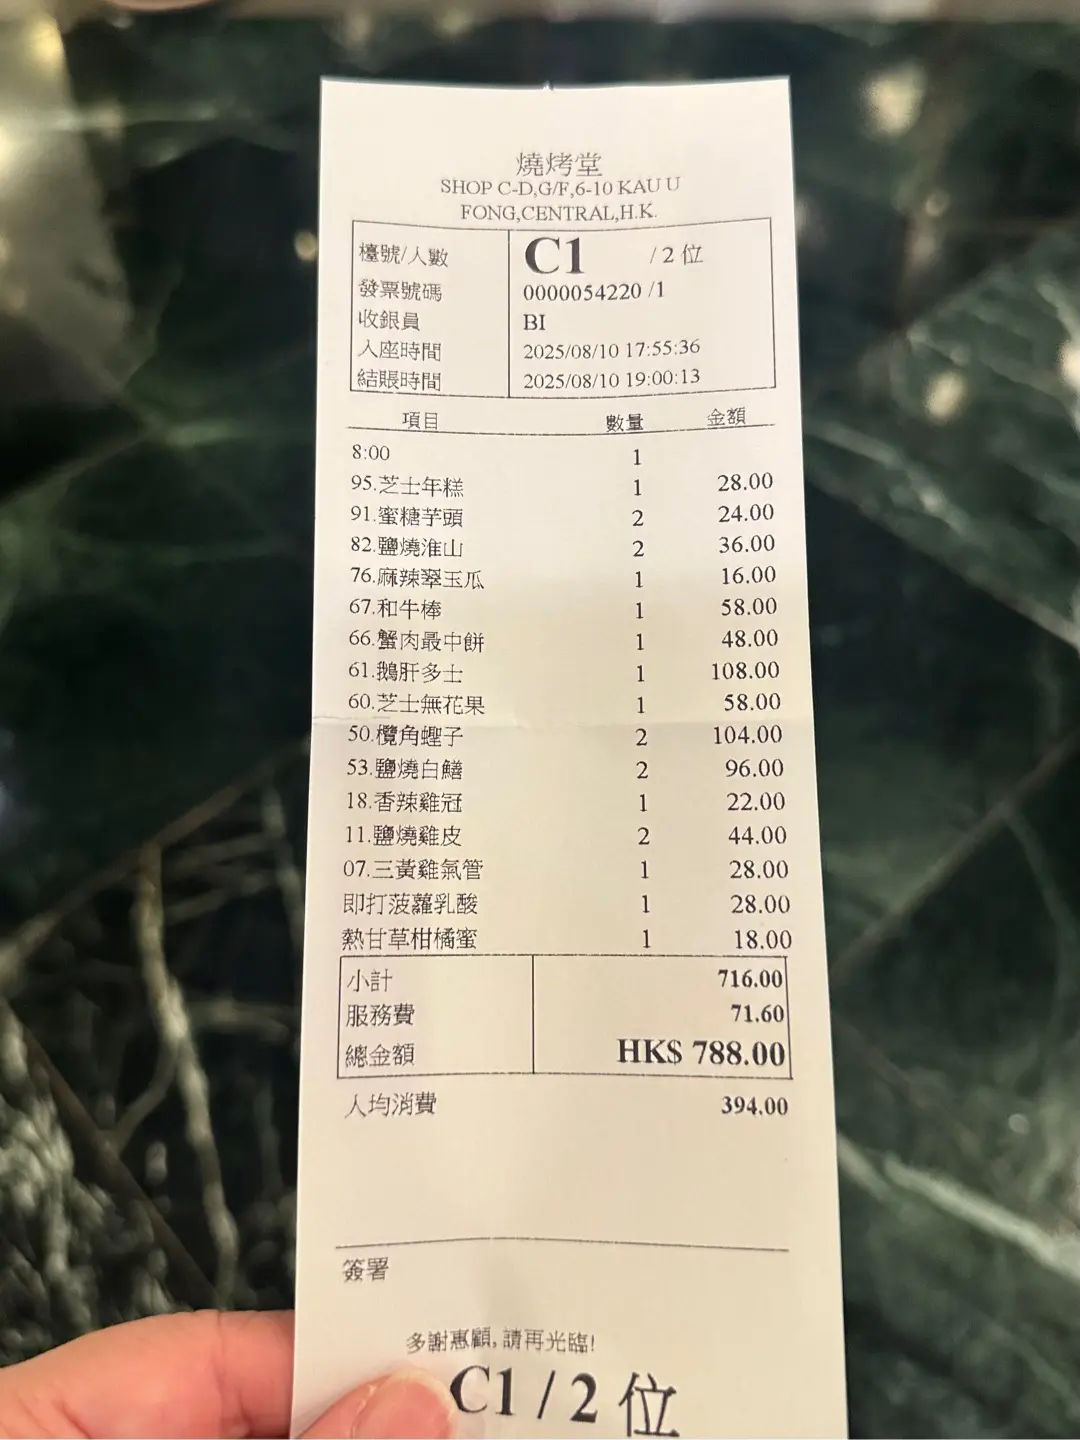 燒烤堂
SHOP C-D,G/F,6-10 KAU U
FONG,CENTRAL,H.K.
檯號/人數 C1 / 2 位
發票號碼 0000054220 /1
收銀員 BI
入座時間 2025/08/10 17:55:36
結賬時間 2025/08/10 19:00:13
項目 數量 金額
8:00 1
95.芝士年糕 1 28.00
91.蜜糖芋頭 2 24.00
82.鹽燒淮山 2 36.00
76.麻辣翠玉瓜 1 16.00
67.和牛棒 1 58.00
66.蟹肉最中餅 1 48.00
61.鵝肝多士 1 108.00
60.芝士無花果 1 58.00
50.欖角蟶子 2 104.00
53.鹽燒白鱔 2 96.00
18.香辣雞冠 1 22.00
11.鹽燒雞皮 2 44.00
07.三黃雞氣管 1 28.00
即打菠蘿乳酸 1 28.00
熱甘草柑橘蜜 1 18.00
小計 716.00
服務費 71.60
總金額 HK$ 788.00
人均消費 394.00
簽署
多謝惠顧, 請再光臨!
C1 / 2 位